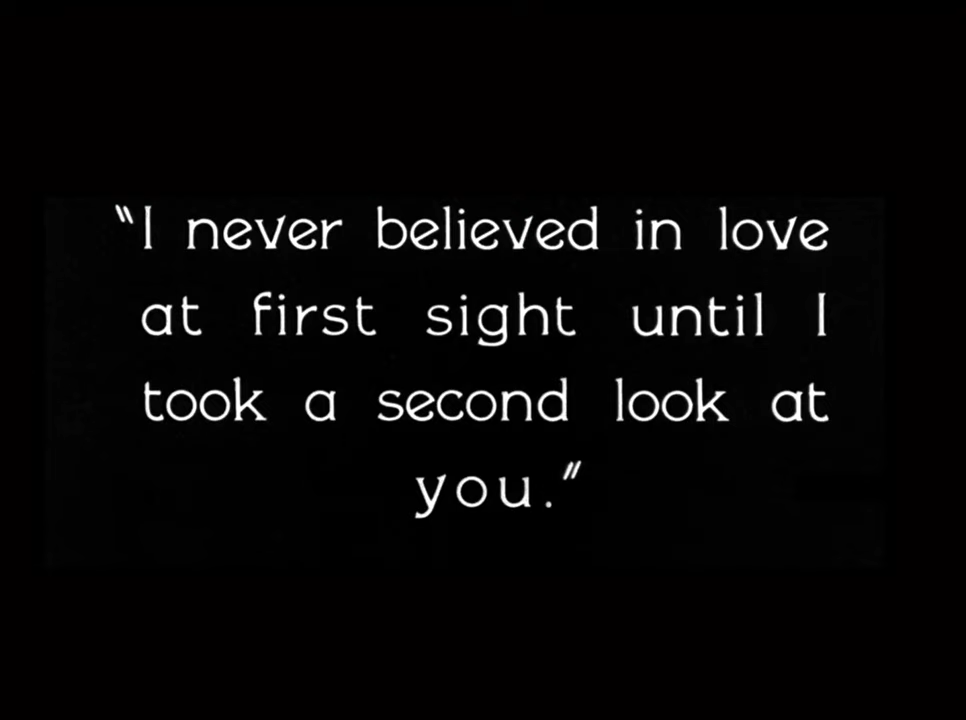 "I never believed in love
at first sight until I
took a second look at
you."